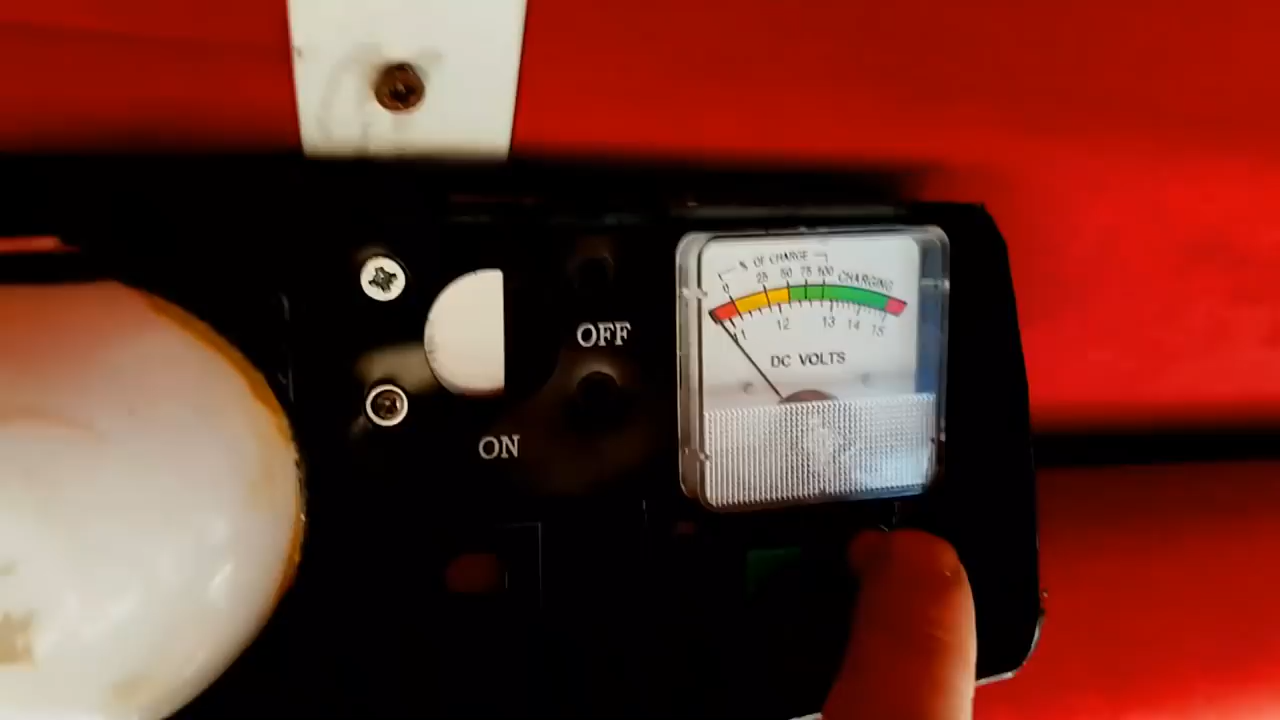 % OF CHARGE
0 25 50 75 100 CHARGING
11 12 13 14 15
DC VOLTS
OFF
ON